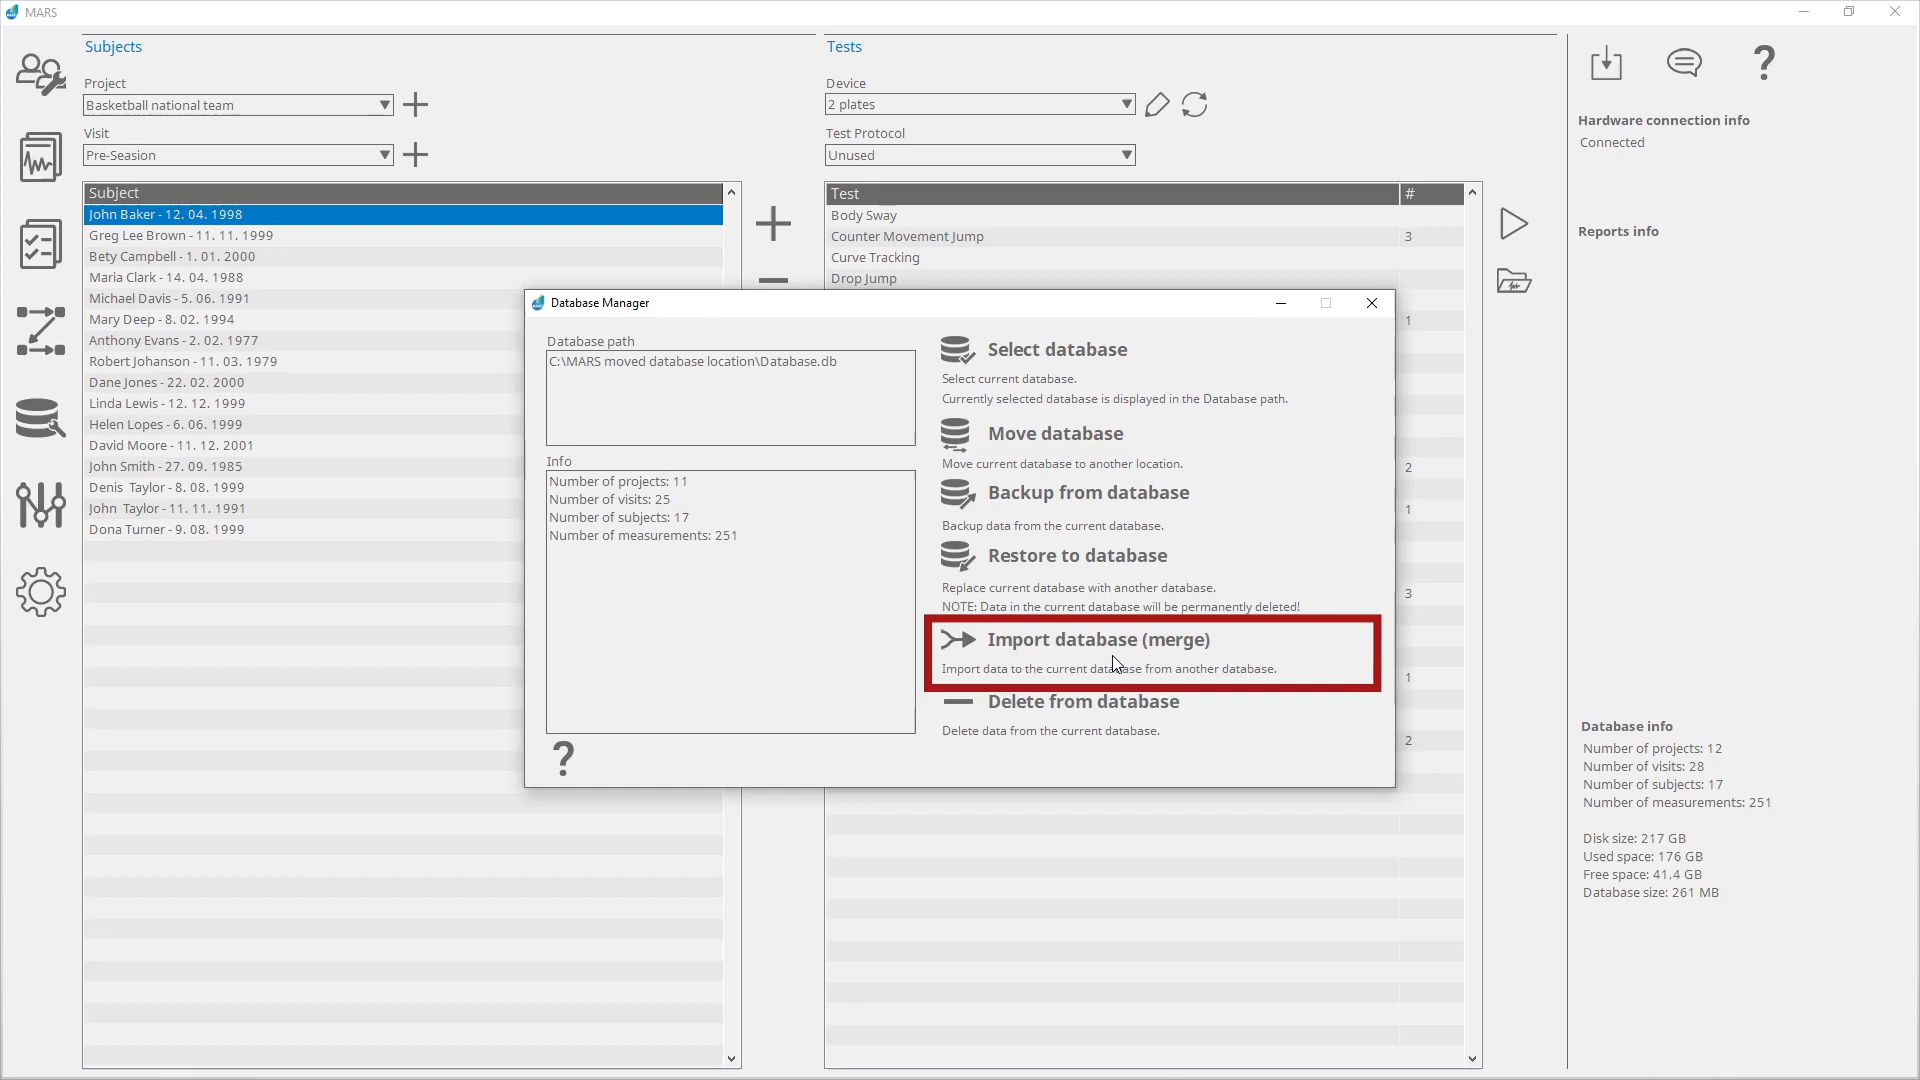 MARS
Subjects
Project
Basketball national team
Visit
Pre-Seasion
Subject
John Baker - 12. 04. 1998
Greg Lee Brown - 11. 11. 1999
Bety Campbell - 1. 01. 2000
Maria Clark - 14. 04. 1988
Michael Davis - 5. 06. 1991
Mary Deep - 8. 02. 1994
Anthony Evans - 2. 02. 1977
Robert Johanson - 11. 03. 1979
Dane Jones - 22. 02. 2000
Linda Lewis - 12. 12. 1999
Helen Lopes - 6. 06. 1999
David Moore - 11. 12. 2001
John Smith - 27. 09. 1985
Denis  Taylor - 8. 08. 1999
John  Taylor - 11. 11. 1991
Dona Turner - 9. 08. 1999
Tests
Device
2 plates
Test Protocol
Unused
Test #
Body Sway
Counter Movement Jump 3
Curve Tracking
Drop Jump
1
2
1
3
1
2
Database Manager
Database path
C:\MARS moved database location\Database.db
Info
Number of projects: 11
Number of visits: 25
Number of subjects: 17
Number of measurements: 251
?
Select database
Select current database.
Currently selected database is displayed in the Database path.
Move database
Move current database to another location.
Backup from database
Backup data from the current database.
Restore to database
Replace current database with another database.
NOTE: Data in the current database will be permanently deleted!
Import database (merge)
Import data to the current database from another database.
Delete from database
Delete data from the current database.
?
Hardware connection info
Connected
Reports info
Database info
Number of projects: 12
Number of visits: 28
Number of subjects: 17
Number of measurements: 251
Disk size: 217 GB
Used space: 176 GB
Free space: 41,4 GB
Database size: 261 MB